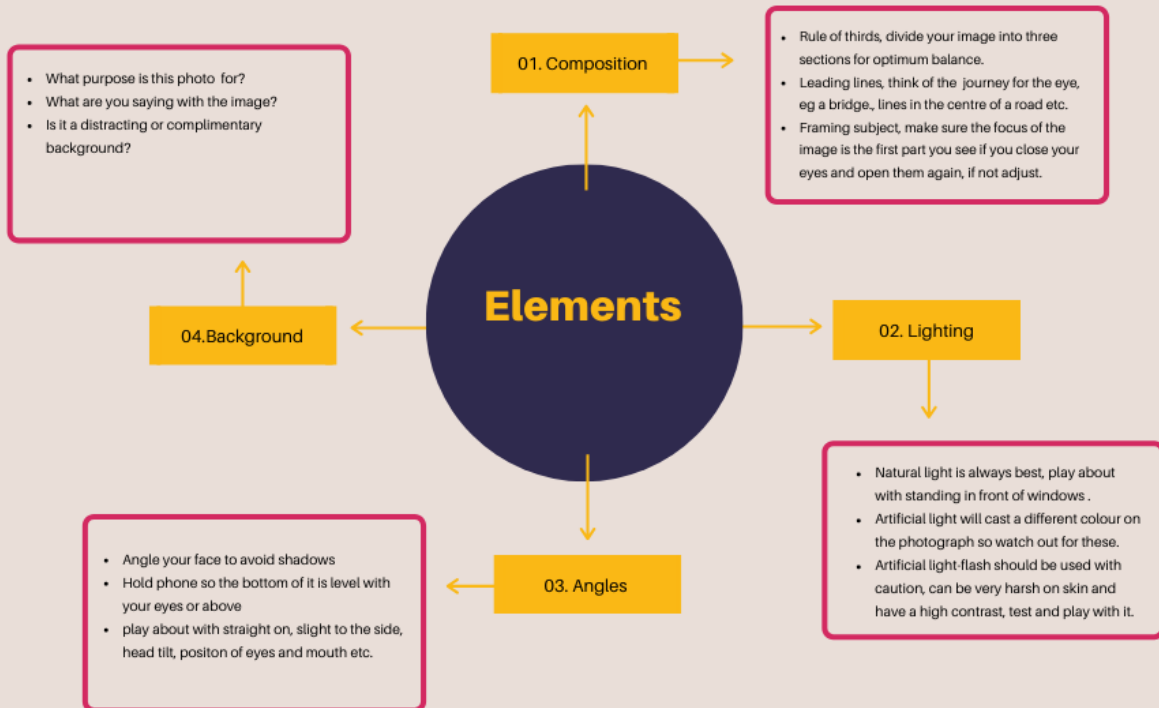 Elements
01. Composition
• Rule of thirds, divide your image into three
sections for optimum balance.
• Leading lines, think of the journey for the eye,
eg a bridge., lines in the centre of a road etc.
• Framing subject, make sure the focus of the
image is the first part you see if you close your
eyes and open them again, if not adjust.
02. Lighting
• Natural light is always best, play about
with standing in front of windows .
• Artificial light will cast a different colour on
the photograph so watch out for these.
• Artificial light-flash should be used with
caution, can be very harsh on skin and
have a high contrast, test and play with it.
03. Angles
• Angle your face to avoid shadows
• Hold phone so the bottom of it is level with
your eyes or above
• play about with straight on, slight to the side,
head tilt, positon of eyes and mouth etc.
04.Background
• What purpose is this photo for?
• What are you saying with the image?
• Is it a distracting or complimentary
background?